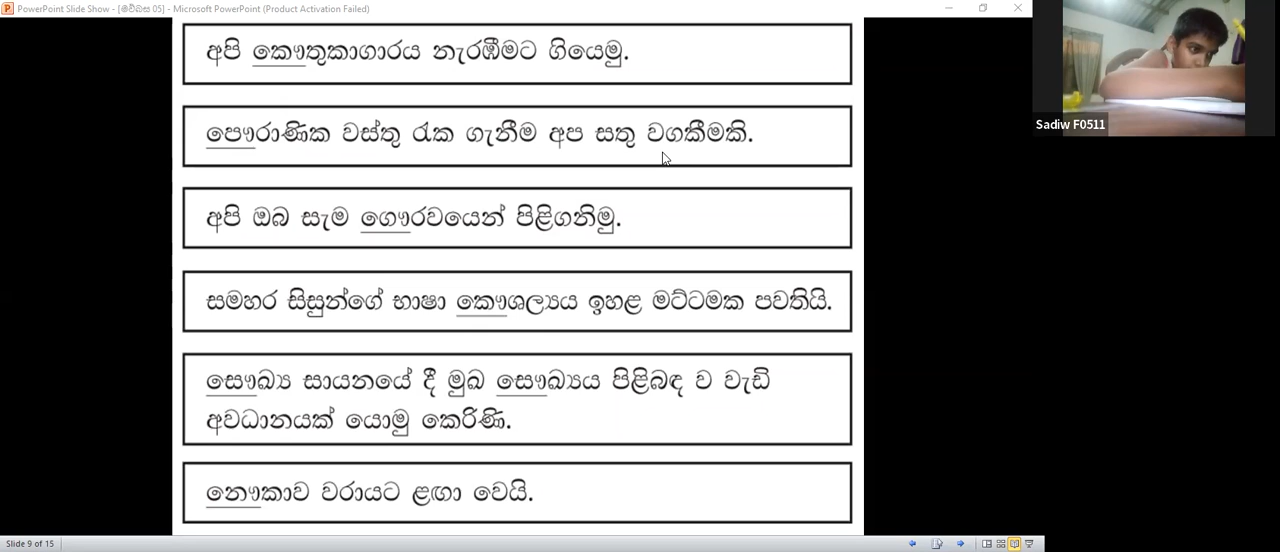 PowerPoint Slide Show - [මව්බස 05] - Microsoft PowerPoint (Product Activation Failed)
අපි කෞතුකාගාරය නැරඹීමට ගියෙමු.
පෞරාණික වස්තු රැක ගැනීම අප සතු වගකීමකි.
Sadiw F0511
අපි ඔබ සැම ගෞරවයෙන් පිළිගනිමු.
සමහර සිසුන්ගේ භාෂා කෞශල්‍යය ඉහළ මට්ටමක පවතියි.
සෞඛ්‍ය සායනයේ දී මුඛ සෞඛ්‍යය පිළිබඳ ව වැඩි
අවධානයක් යොමු කෙරිණි.
නෞකාව වරායට ළඟා වෙයි.
Slide 9 of 15